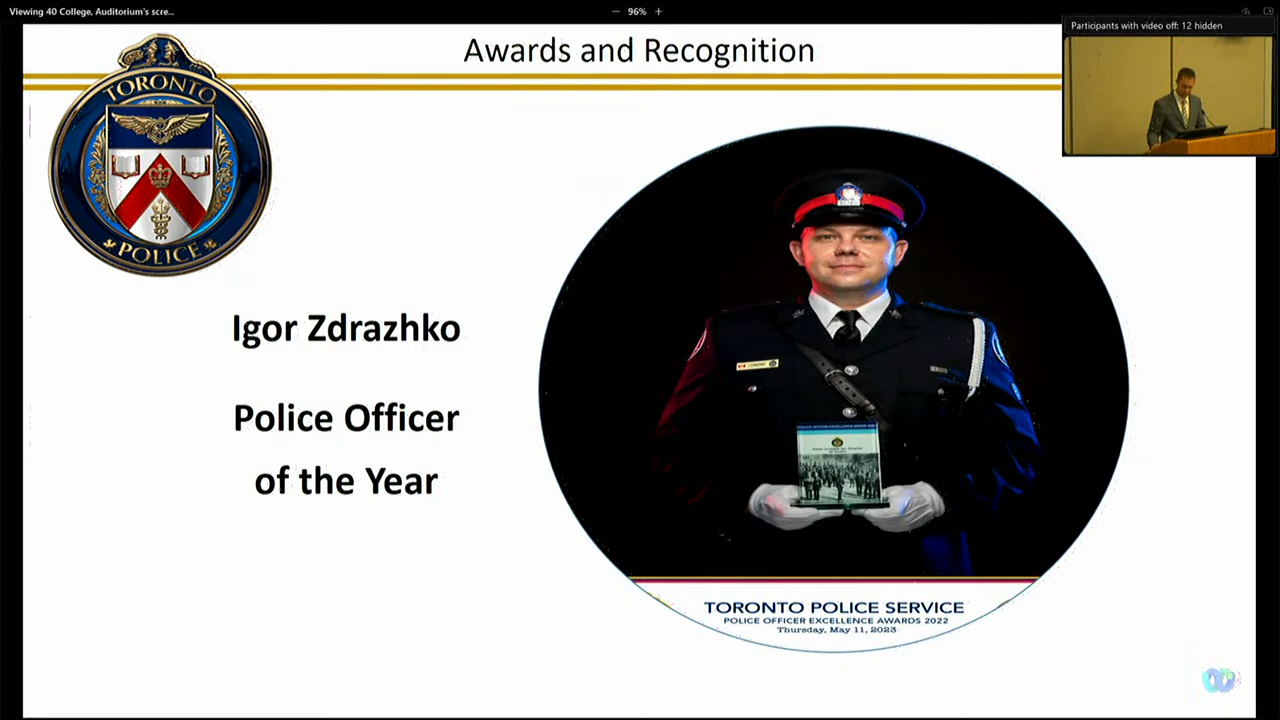 Viewing 40 College, Auditorium's scre...
96%
Participants with video off: 12 hidden
Awards and Recognition
TORONTO
POLICE
Igor Zdrazhko
Police Officer
of the Year
TORONTO POLICE SERVICE
POLICE OFFICER EXCELLENCE AWARDS 2022
Thursday, May 11, 2023